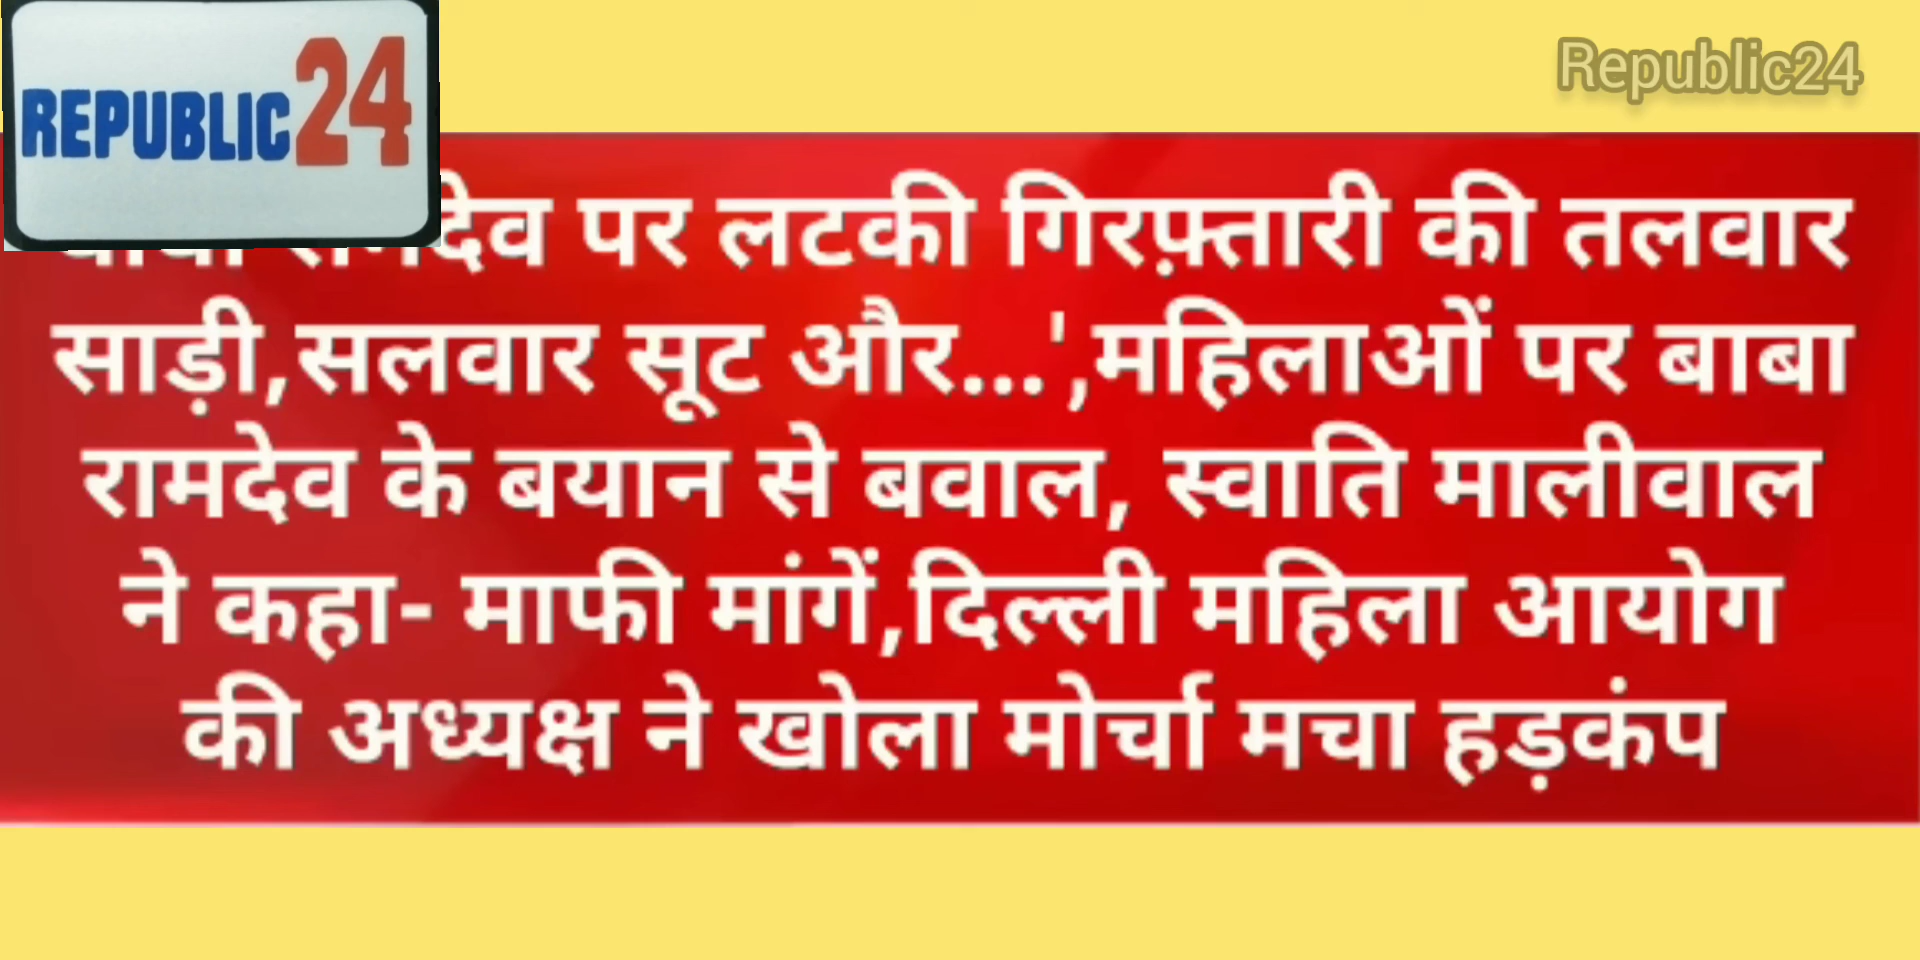 REPUBLIC24
Republic24
रामदेव पर लटकी गिरफ़्तारी की तलवार
साड़ी,सलवार सूट और...',महिलाओं पर बाबा
रामदेव के बयान से बवाल, स्वाति मालीवाल
ने कहा- माफी मांगें,दिल्ली महिला आयोग
की अध्यक्ष ने खोला मोर्चा मचा हड़कंप